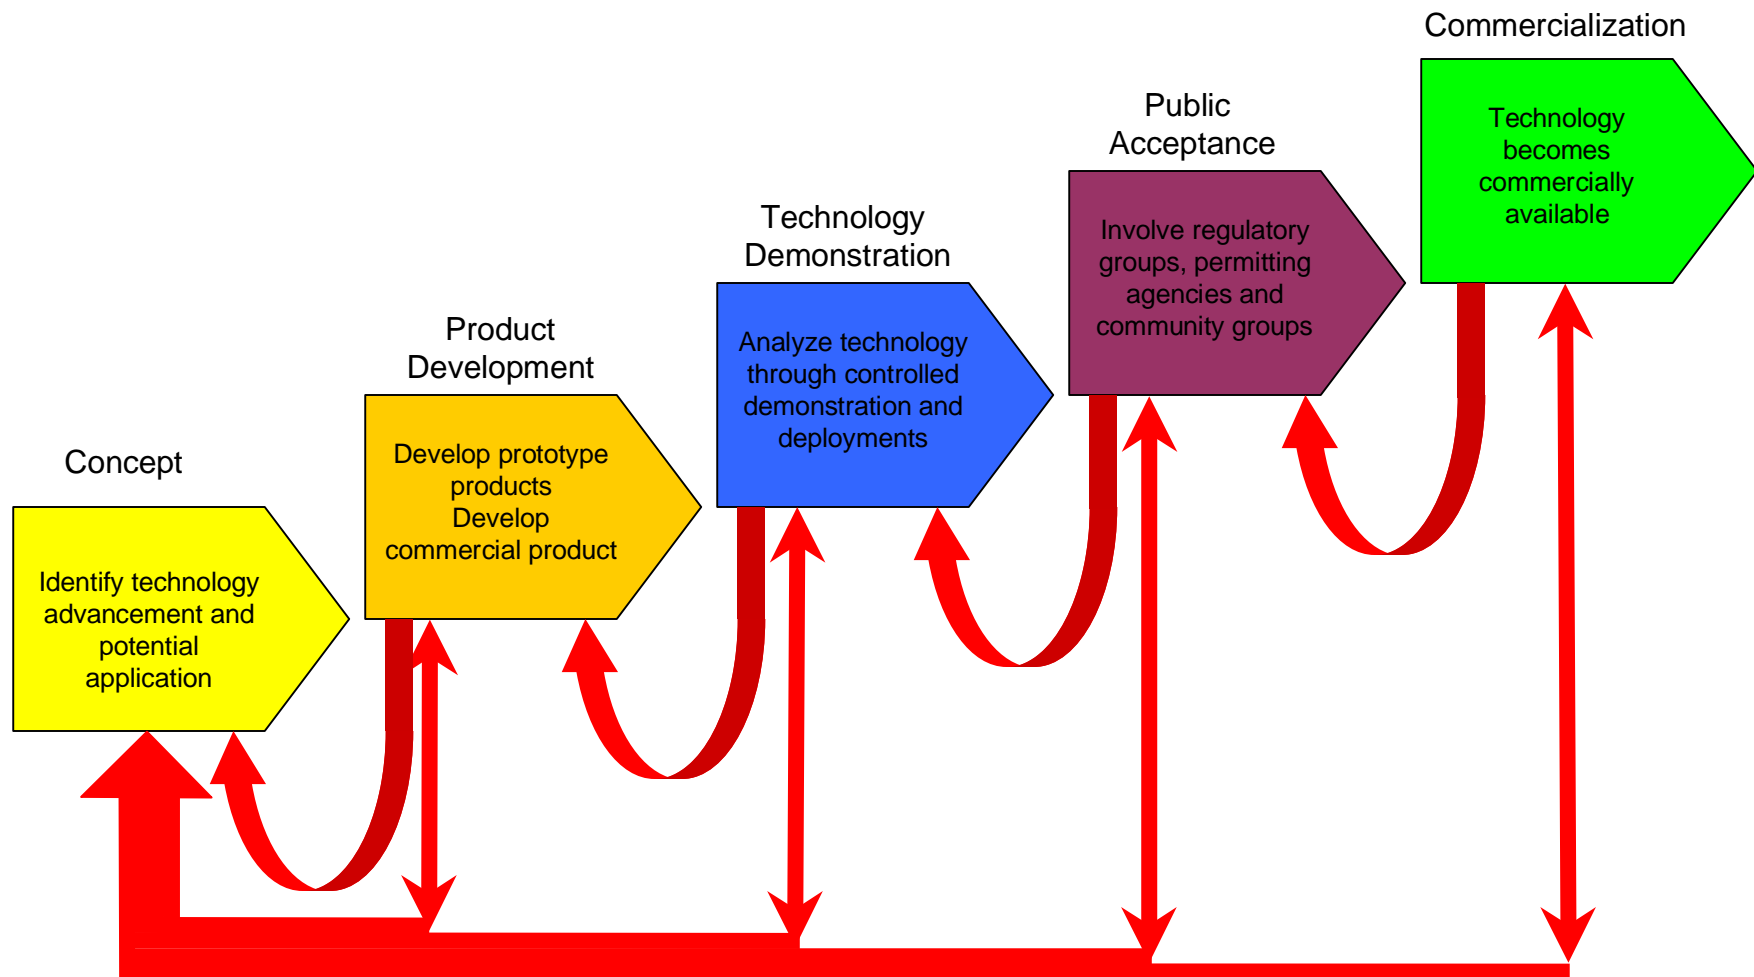 Concept
Identify technology
advancement and
potential
application
Product
Development
Develop prototype
products
Develop
commercial product
Technology
Demonstration
Analyze technology
through controlled
demonstration and
deployments
Public
Acceptance
Involve regulatory
groups, permitting
agencies and
community groups
Commercialization
Technology
becomes
commercially
available